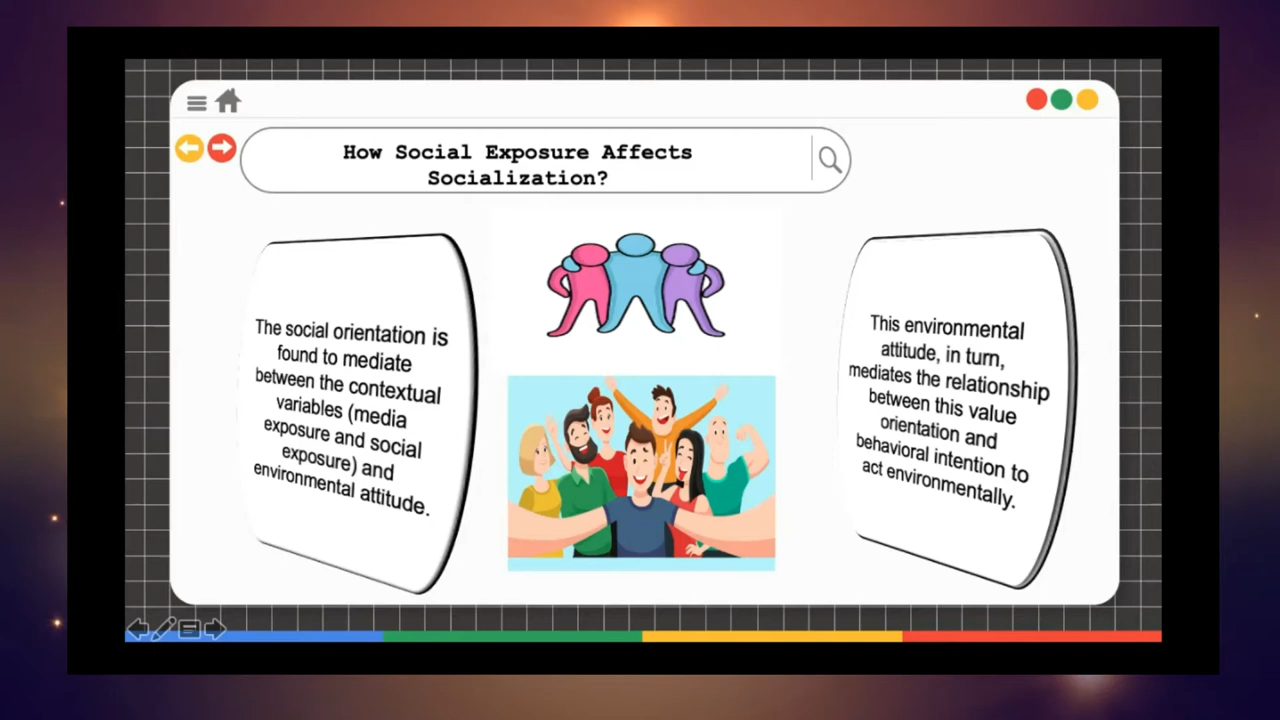 How Social Exposure Affects
Socialization?
The social orientation is
found to mediate
between the contextual
variables (media
exposure and social
exposure) and
environmental attitude.
This environmental
attitude, in turn,
mediates the relationship
between this value
orientation and
behavioral intention to
act environmentally.